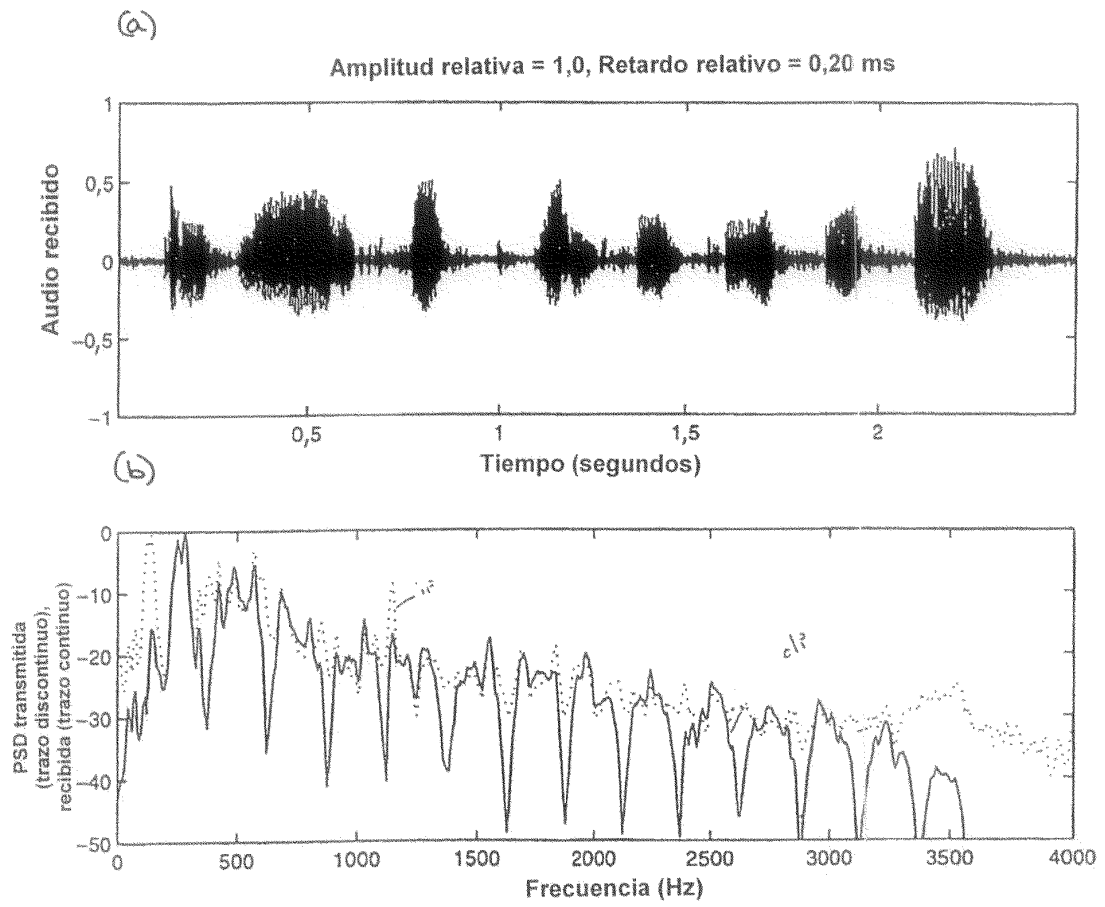 (a)
Amplitud relativa = 1,0, Retardo relativo = 0,20 ms
1
0,5
0
−0,5
−1
Audio recibido
0,5
1
1,5
2
Tiempo (segundos)
(b)
0
−10
−20
−30
−40
−50
PSD transmitida
(trazo discontinuo),
recibida (trazo continuo)
0
500
1000
1500
2000
2500
3000
3500
4000
Frecuencia (Hz)